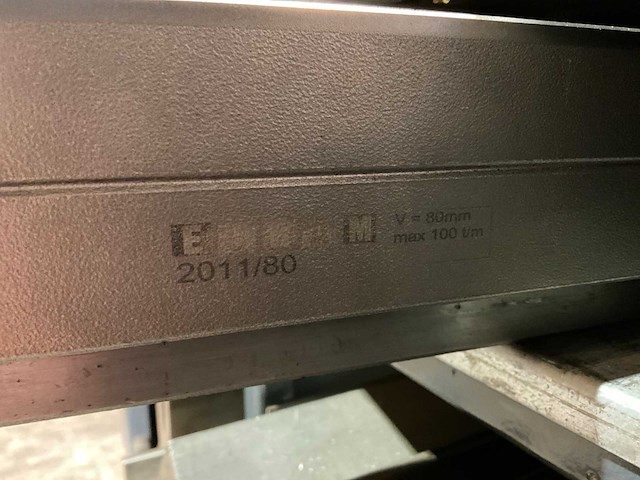 2011/80
V = 80mm
max 100 t/m